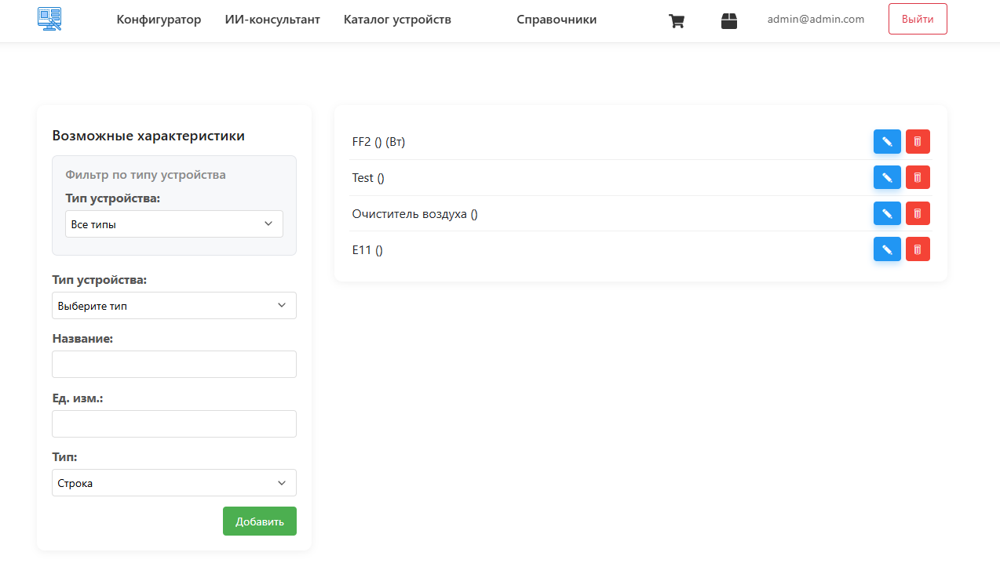 Конфигуратор ИИ-консультант Каталог устройств Справочники admin@admin.com Выйти
Возможные характеристики
Фильтр по типу устройства
Тип устройства:
Все типы
Тип устройства:
Выберите тип
Название:
Ед. изм.:
Тип:
Строка
Добавить
FF2 () (Вт)
Test ()
Очиститель воздуха ()
E11 ()